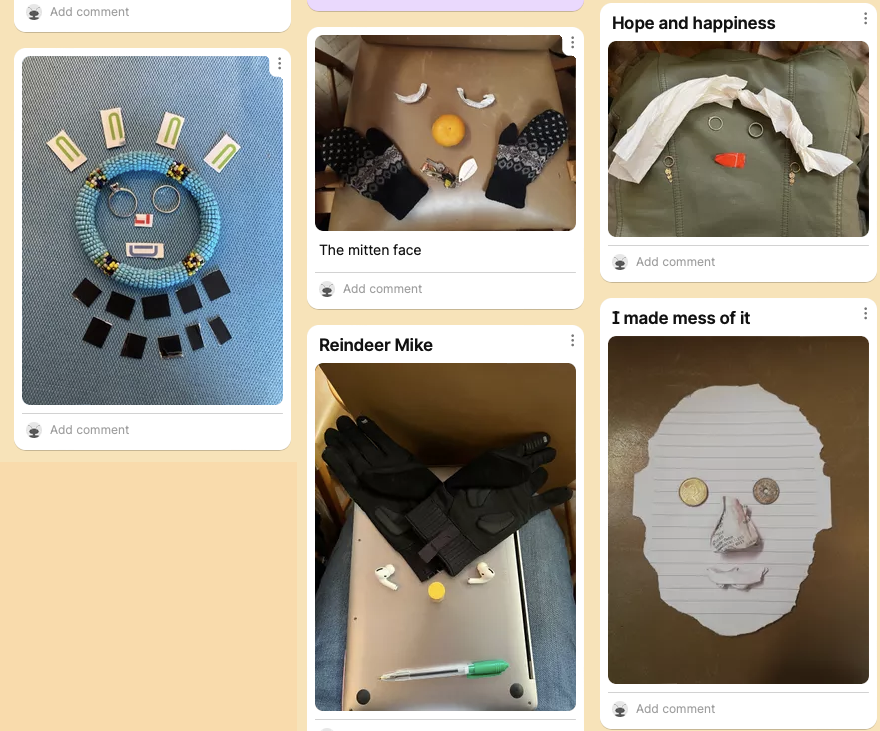 Add comment
Add comment
The mitten face
Add comment
Reindeer Mike
Hope and happiness
Add comment
I made mess of it
Add comment